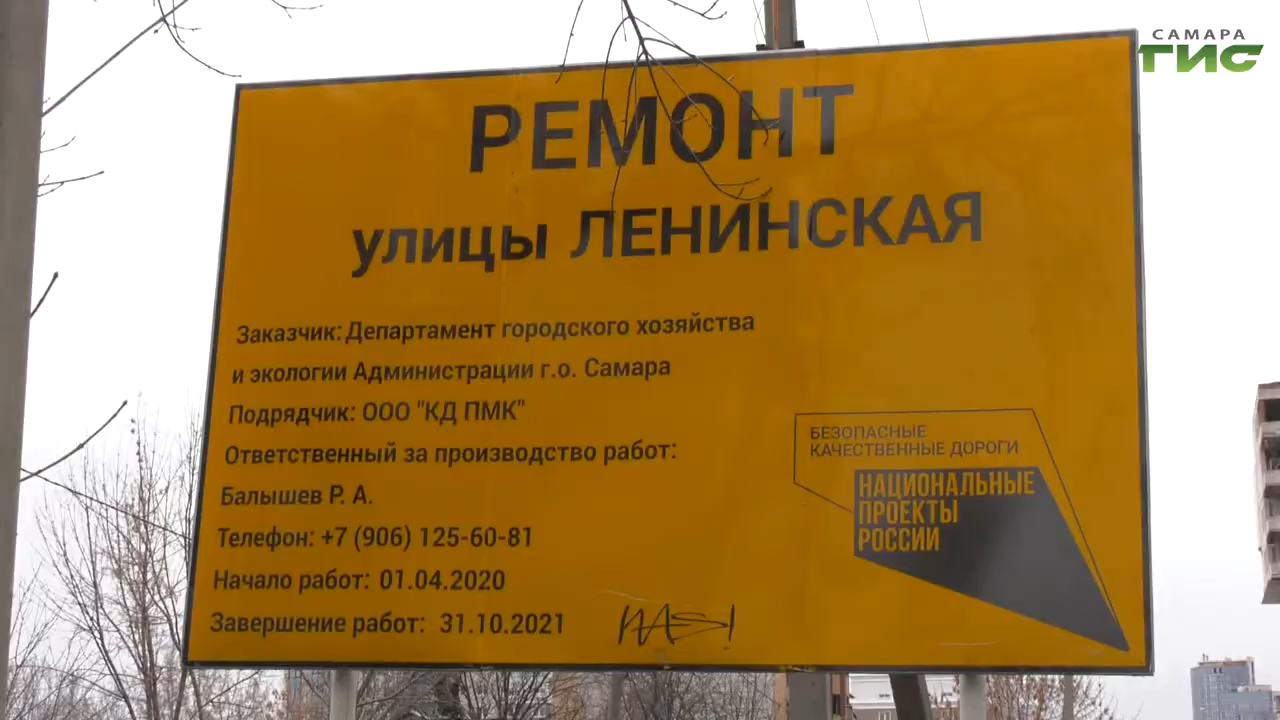 САМАРА
ГИС
РЕМОНТ
улицы ЛЕНИНСКАЯ
Заказчик: Департамент городского хозяйства
и экологии Администрации г.о. Самара
Подрядчик: ООО "КД ПМК"
Ответственный за производство работ:
Балышев Р. А.
Телефон: +7 (906) 125-60-81
Начало работ: 01.04.2020
Завершение работ: 31.10.2021
БЕЗОПАСНЫЕ
КАЧЕСТВЕННЫЕ ДОРОГИ
НАЦИОНАЛЬНЫЕ
ПРОЕКТЫ
РОССИИ